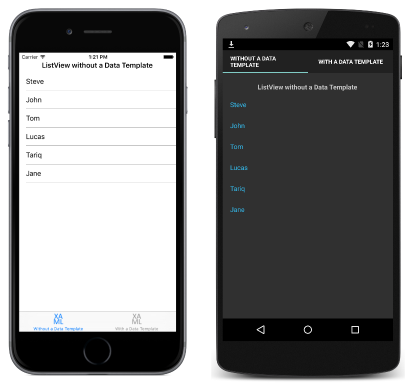 Carrier 1:21 PM
ListView without a Data Template
Steve
John
Tom
Lucas
Tariq
Jane
XA
ML
Without a Data Template
XA
ML
With a Data Template
1:23
WITHOUT A DATA
TEMPLATE
WITH A DATA TEMPLATE
ListView without a Data Template
Steve
John
Tom
Lucas
Tariq
Jane